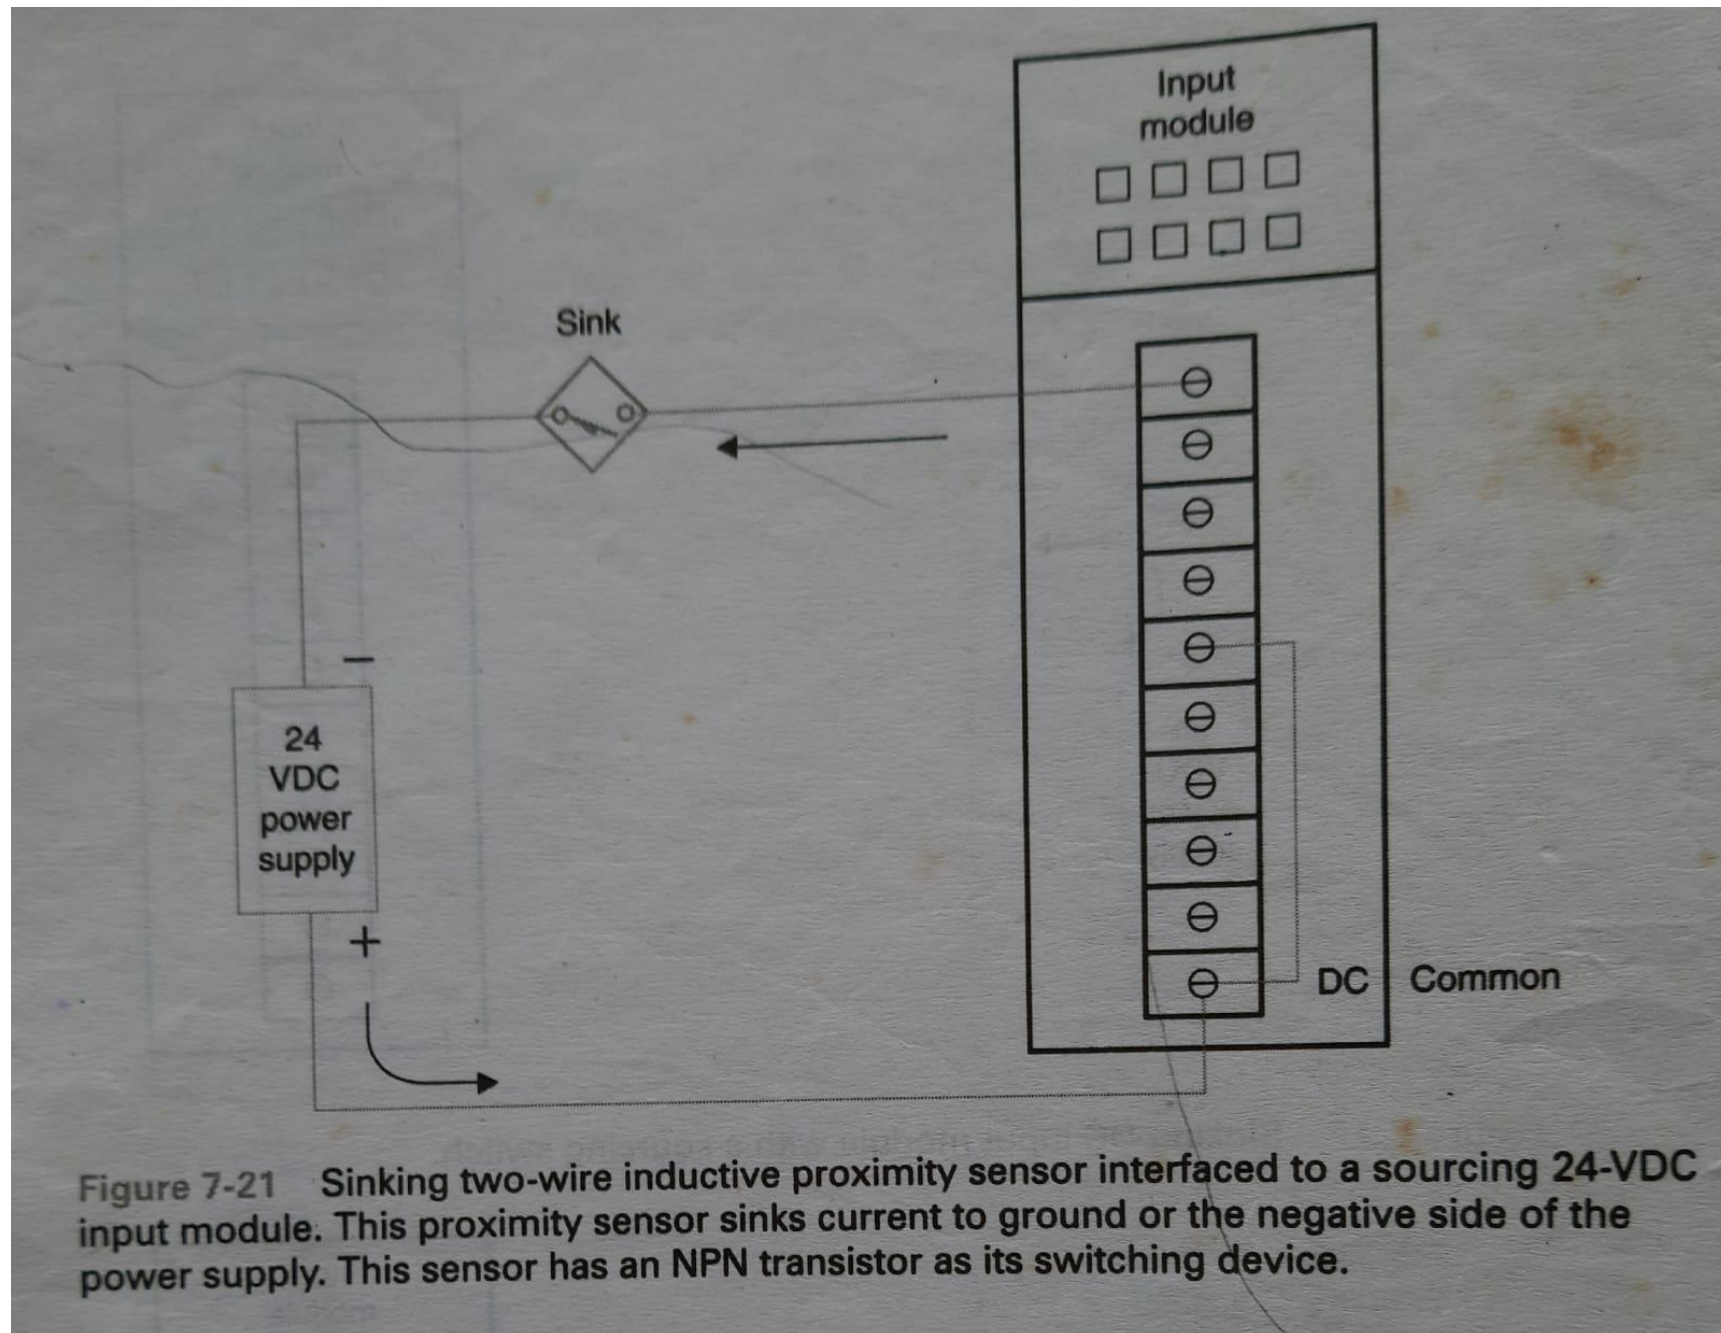 Input
module
Sink
−
24
VDC
power
supply
+
DC Common
Figure 7-21 Sinking two-wire inductive proximity sensor interfaced to a sourcing 24-VDC
input module. This proximity sensor sinks current to ground or the negative side of the
power supply. This sensor has an NPN transistor as its switching device.